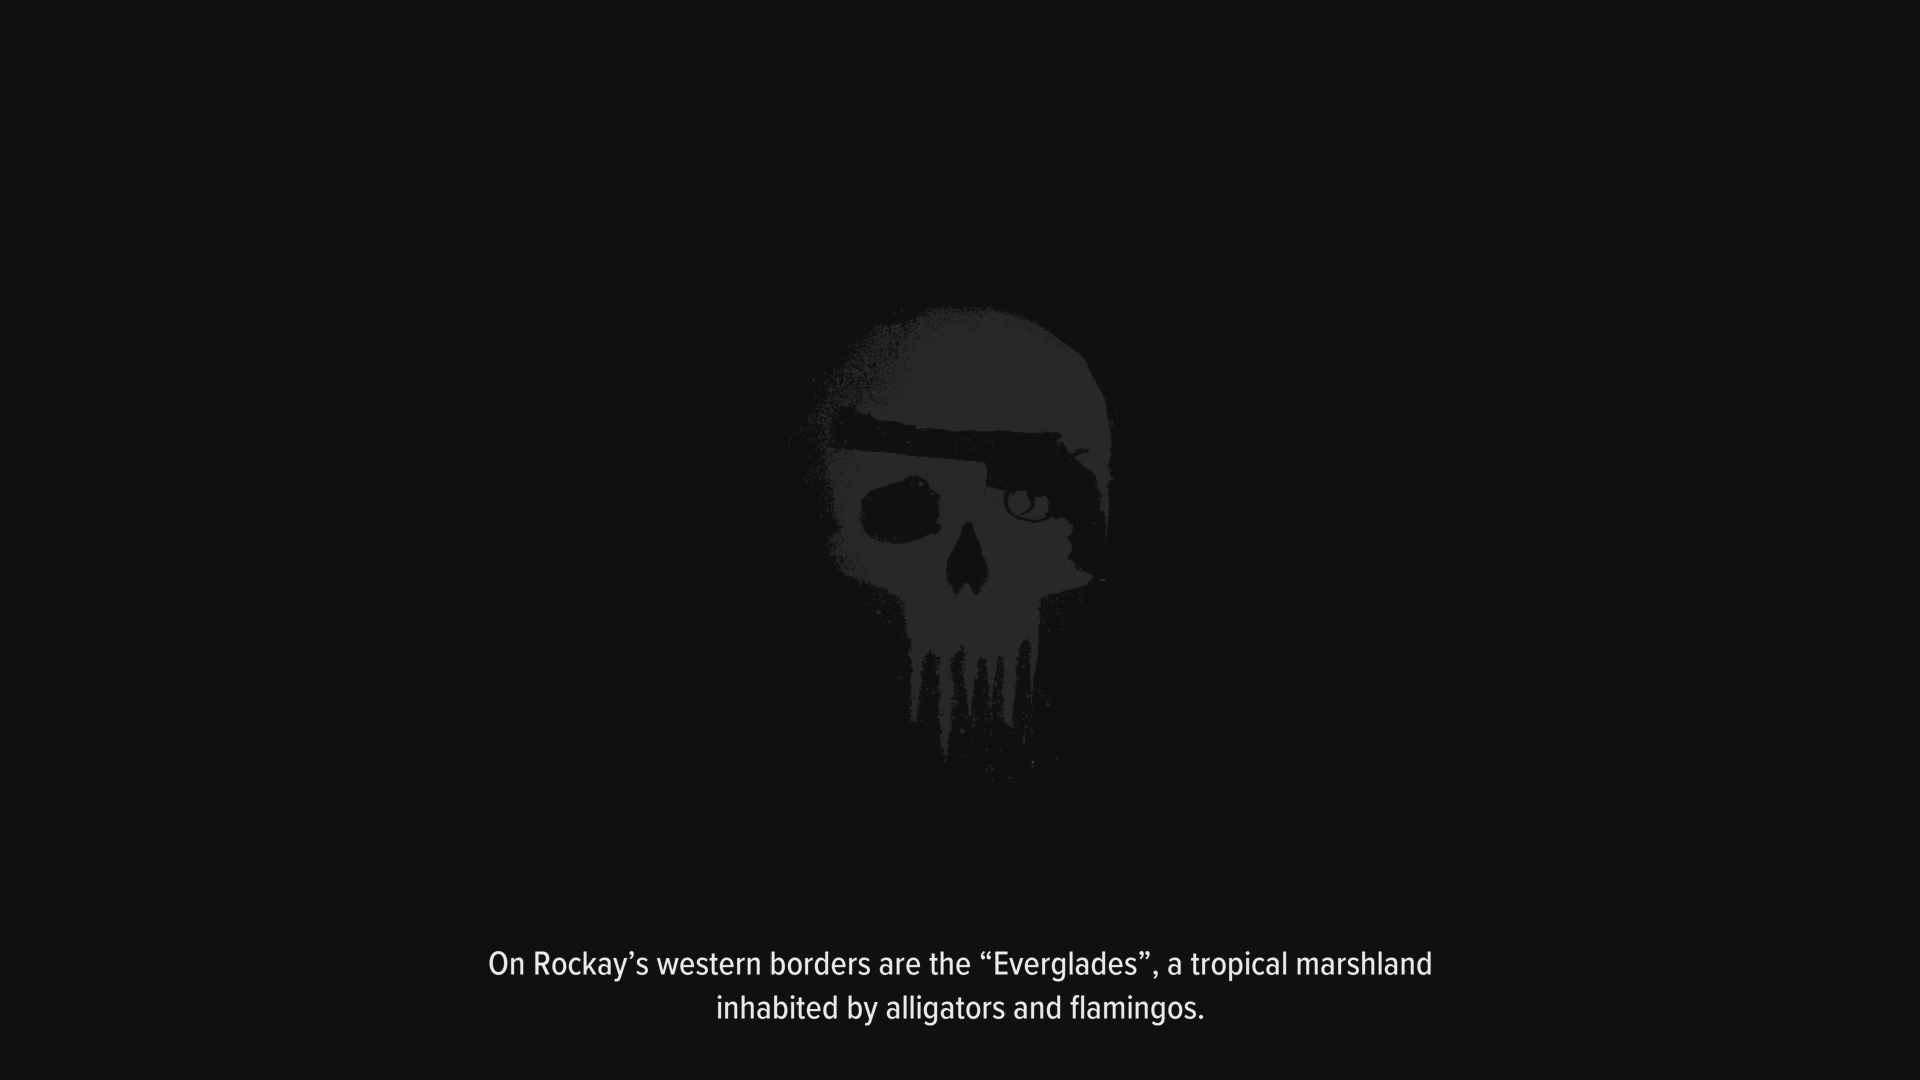 On Rockay’s western borders are the “Everglades”, a tropical marshland
inhabited by alligators and flamingos.